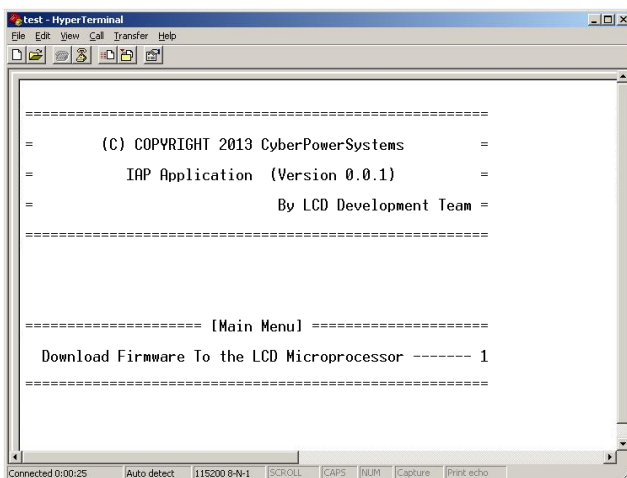 test - HyperTerminal
File Edit View Call Transfer Help
=======================================================
= (C) COPYRIGHT 2013 CyberPowerSystems =
= IAP Application (Version 0.0.1) =
= By LCD Development Team =
=======================================================
===================== [Main Menu] =====================
Download Firmware To the LCD Microprocessor ------- 1
=======================================================
Connected 0:00:25 Auto detect 115200 8-N-1 SCROLL CAPS NUM Capture Print echo